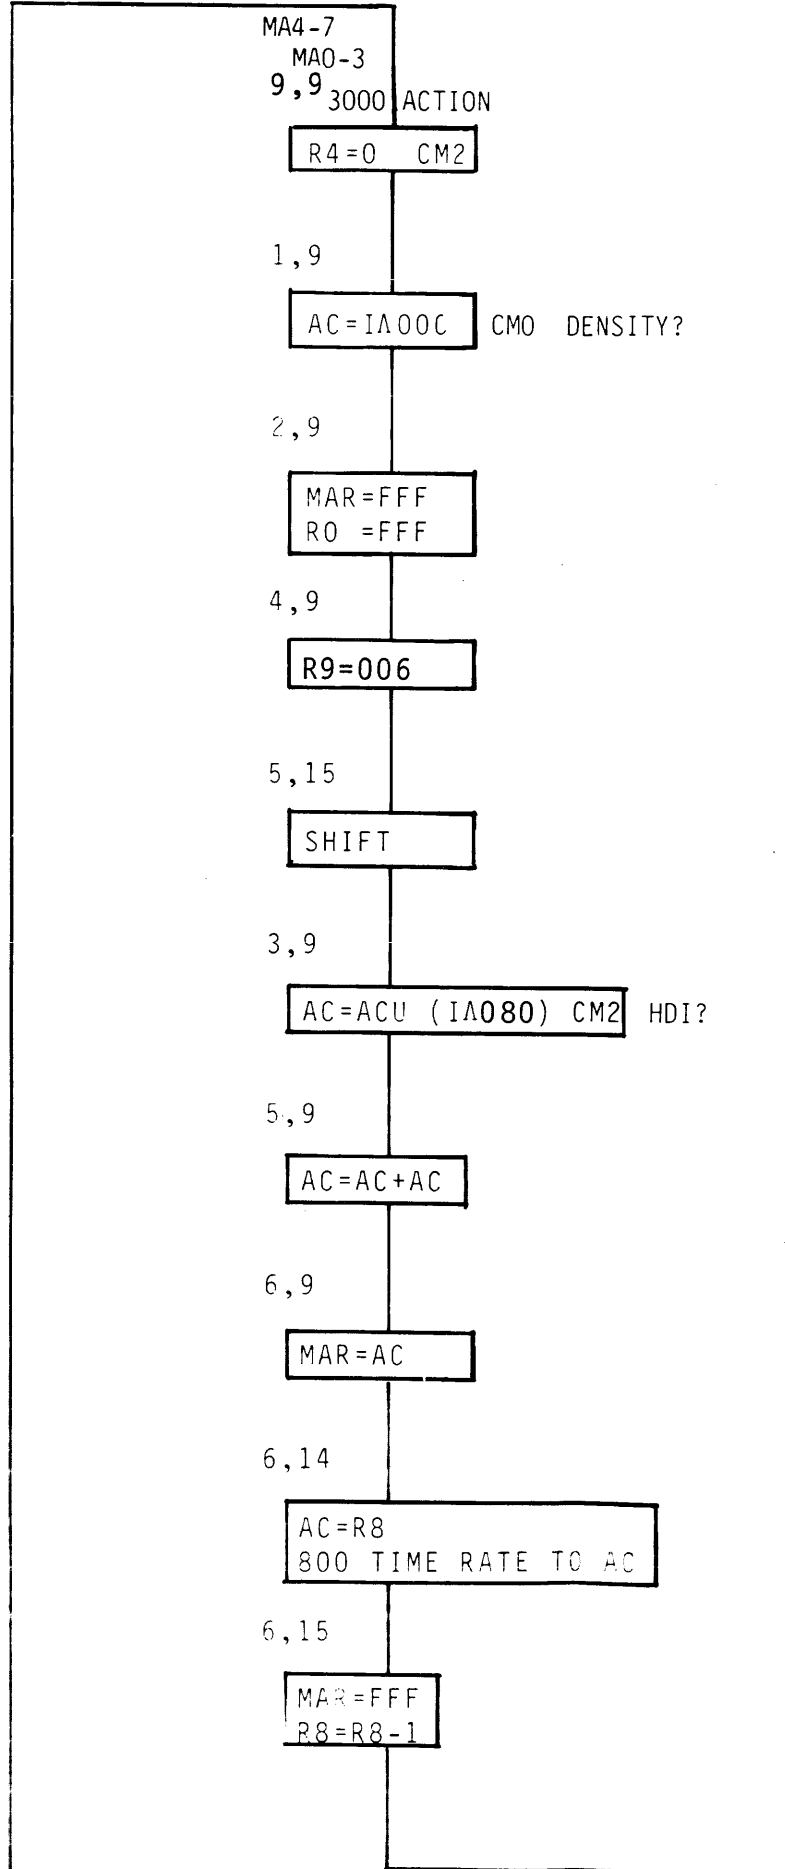 MA4-7
MA0-3
9,9 3000 ACTION
R4=0 CM2
1,9
AC=IΛ00C CM0 DENSITY?
2,9
MAR=FFF
R0 =FFF
4,9
R9=006
5,15
SHIFT
3,9
AC=ACU (IΛ080) CM2 HDI?
5,9
AC=AC+AC
6,9
MAR=AC
6,14
AC=R8
800 TIME RATE TO AC
6,15
MAR=FFF
R8=R8-1